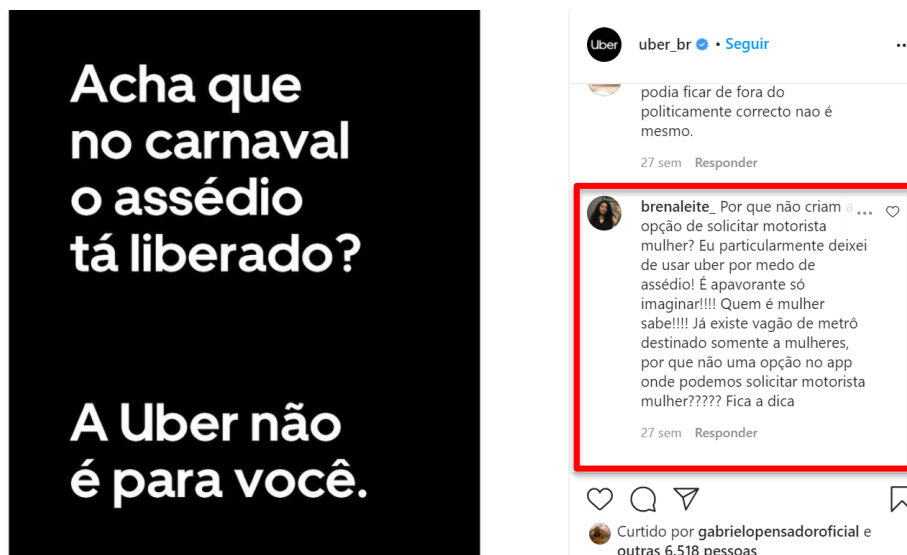 Acha que
no carnaval
o assédio
tá liberado?
A Uber não
é para você.
Uber
uber_br • Seguir
podia ficar de fora do
politicamente correcto nao é
mesmo.
27 sem Responder
brenaleite_ Por que não criam a
opção de solicitar motorista
mulher? Eu particularmente deixei
de usar uber por medo de
assédio! É apavorante só
imaginar!!!! Quem é mulher
sabe!!!! Já existe vagão de metrô
destinado somente a mulheres,
por que não uma opção no app
onde podemos solicitar motorista
mulher????? Fica a dica
27 sem Responder
Curtido por gabrielopensadoroficial e
outras 6.518 pessoas